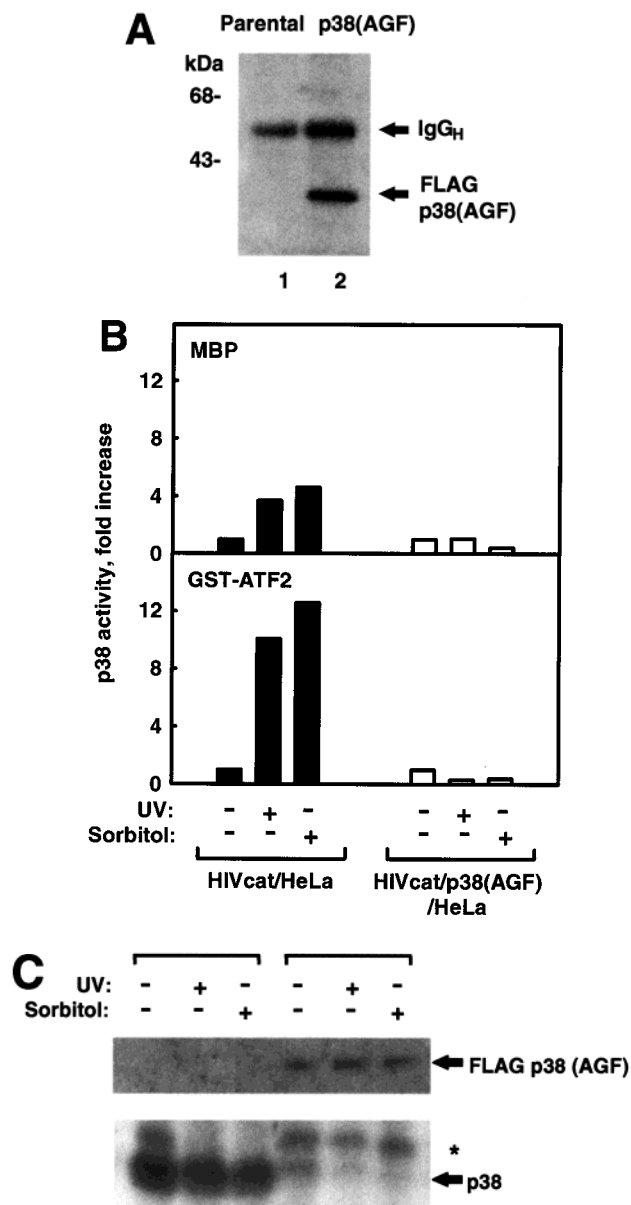 A
Parental p38(AGF)
kDa
68-
IgGH
43-
FLAG
p38(AGF)
1 2
B
MBP
12
8
4
0
p38 activity, fold increase
GST-ATF2
12
8
4
0
UV: - + - - + -
Sorbitol: - - + - - +
HIVcat/HeLa HIVcat/p38(AGF)
/HeLa
C
UV: - + - - + -
Sorbitol: - - + - - +
FLAG p38 (AGF)
*
p38